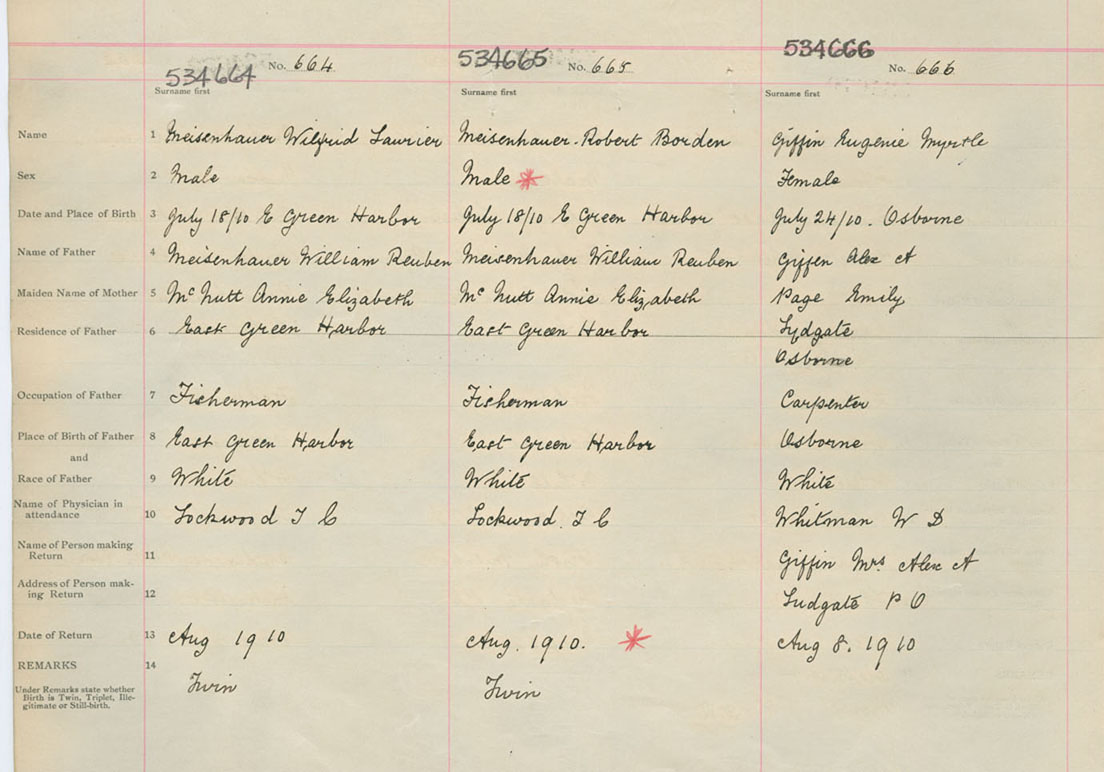 534664 No. 664 534665 No. 665 534666 No. 666
Surname first Surname first Surname first
Name 1 Meisenhauer Wilfrid Laurier Meisenhauer Robert Borden Giffin Eugenie Myrtle
Sex 2 Male Male * Female
Date and Place of Birth 3 July 18/10 E Green Harbor July 18/10 E Green Harbor July 24/10. Osborne
Name of Father 4 Meisenhauer William Reuben Meisenhauer William Reuben Giffen Alex A
Maiden Name of Mother 5 McNutt Annie Elizabeth McNutt Annie Elizabeth Page Emily
Residence of Father 6 East Green Harbor East Green Harbor Lydgate
Osborne
Occupation of Father 7 Fisherman Fisherman Carpenter
Place of Birth of Father 8 East Green Harbor East Green Harbor Osborne
and
Race of Father 9 White White White
Name of Physician in
attendance 10 Lockwood T C Lockwood. T C Whitman W D
Name of Person making
Return 11 Giffin Mrs Alex A
Address of Person mak-
ing Return 12 Ludgate P O
Date of Return 13 Aug 1910 Aug. 1910. * Aug 8. 1910
REMARKS 14
Under Remarks state whether
Birth is Twin, Triplet, Ille-
gitimate or Still-birth.
Twin Twin